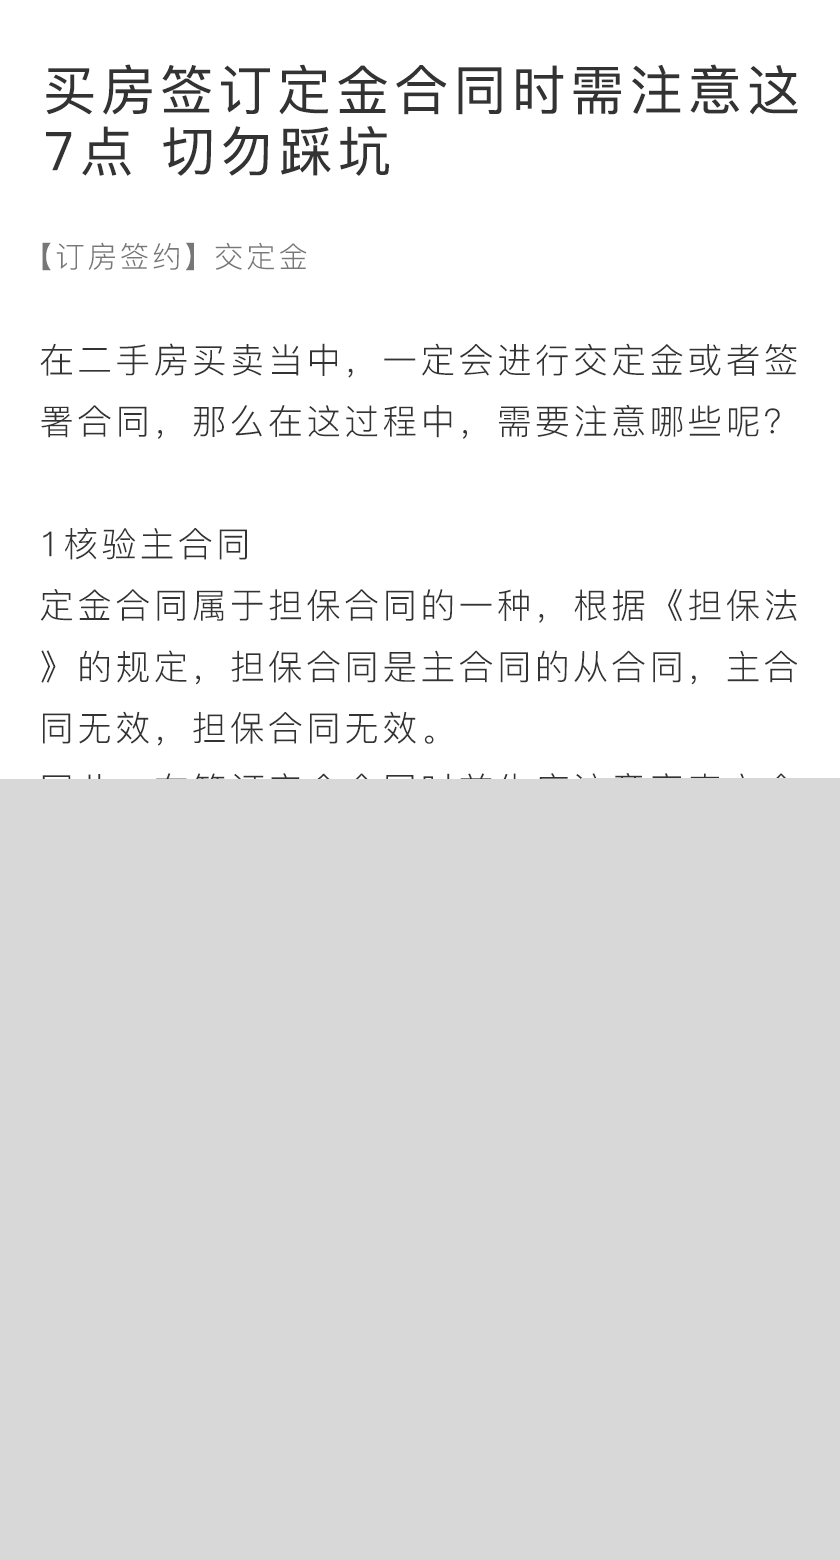 买房签订定金合同时需注意这
7点 切勿踩坑
【订房签约】交定金
在二手房买卖当中，一定会进行交定金或者签
署合同，那么在这过程中，需要注意哪些呢？
1核验主合同
定金合同属于担保合同的一种，根据《担保法
》的规定，担保合同是主合同的从合同，主合
同无效，担保合同无效。